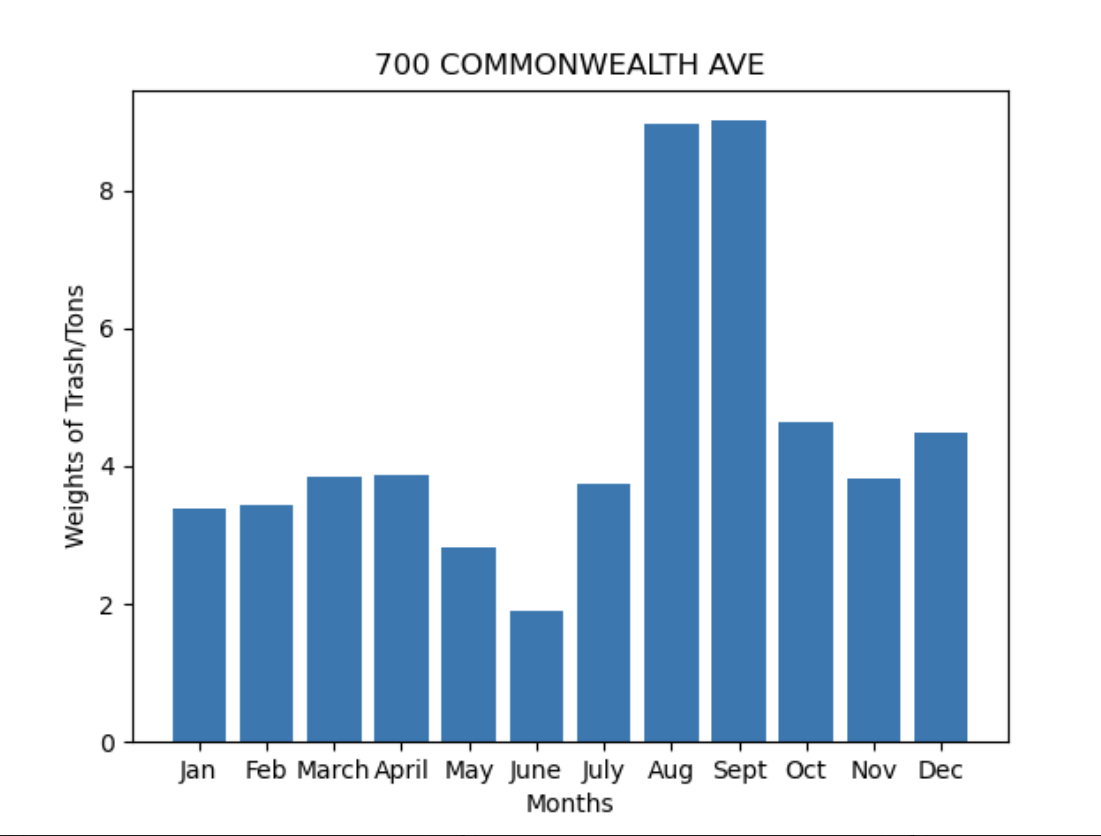 700 COMMONWEALTH AVE
Weights of Trash/Tons
8
6
4
2
0
Jan Feb March April May June July Aug Sept Oct Nov Dec
Months